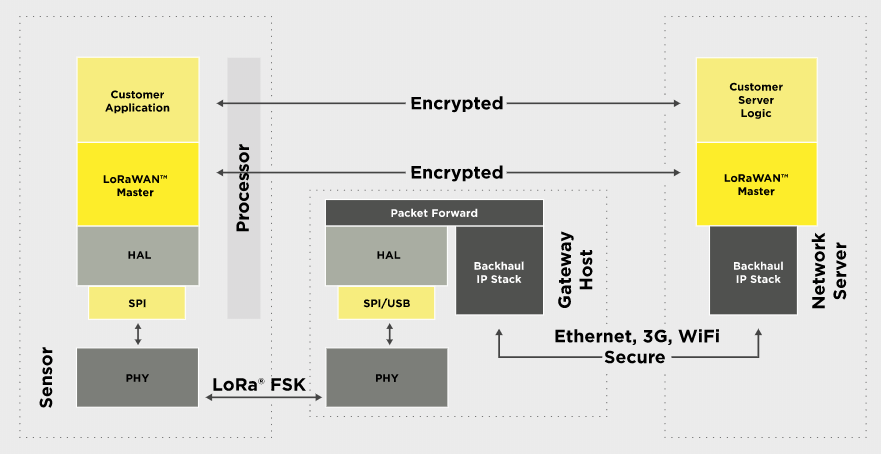 Customer
Application
LoRaWAN™
Master
HAL
SPI
PHY
Sensor
Processor
Encrypted
Encrypted
LoRa® FSK
Packet Forward
HAL
SPI/USB
PHY
Backhaul
IP Stack
Gateway
Host
Ethernet, 3G, WiFi
Secure
Customer
Server
Logic
LoRaWAN™
Master
Backhaul
IP Stack
Network
Server